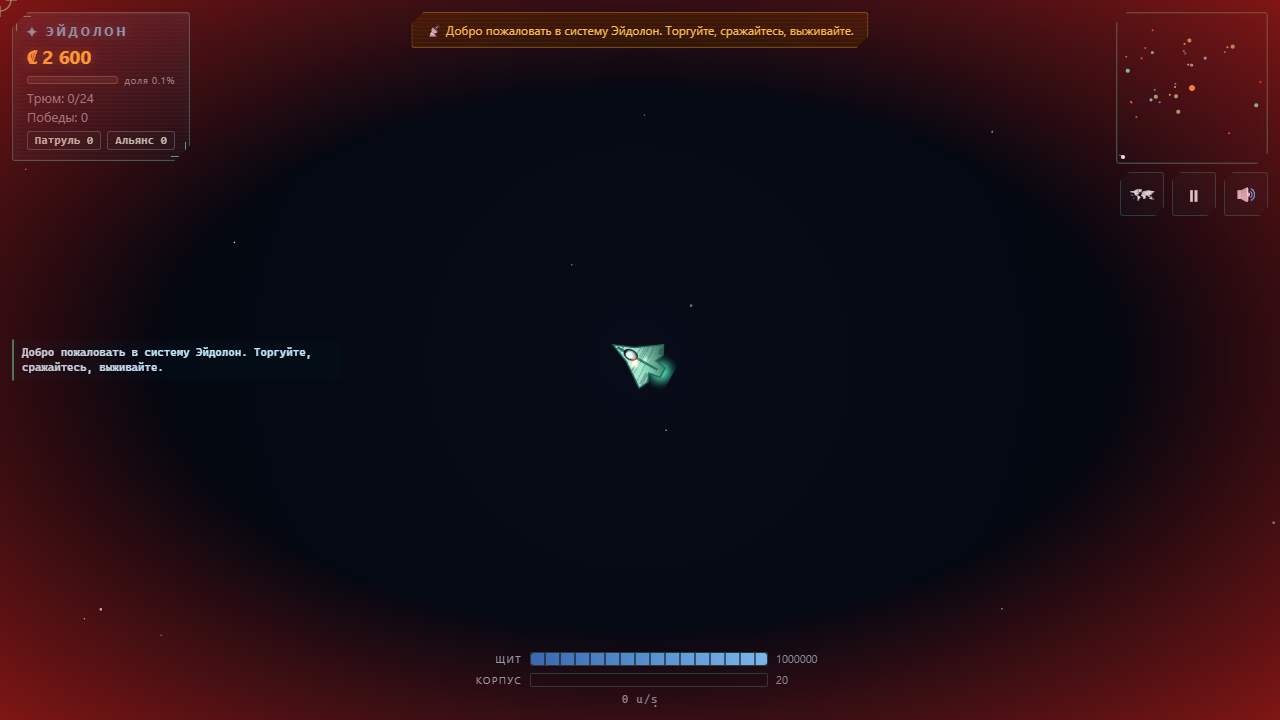 ЭЙДОЛОН
₡ 2 600
доля 0.1%
Трюм: 0/24
Победы: 0
Патруль 0 Альянс 0
Добро пожаловать в систему Эйдолон. Торгуйте, сражайтесь, выживайте.
Добро пожаловать в систему Эйдолон. Торгуйте,
сражайтесь, выживайте.
ЩИТ 1000000
КОРПУС 20
0 u/s